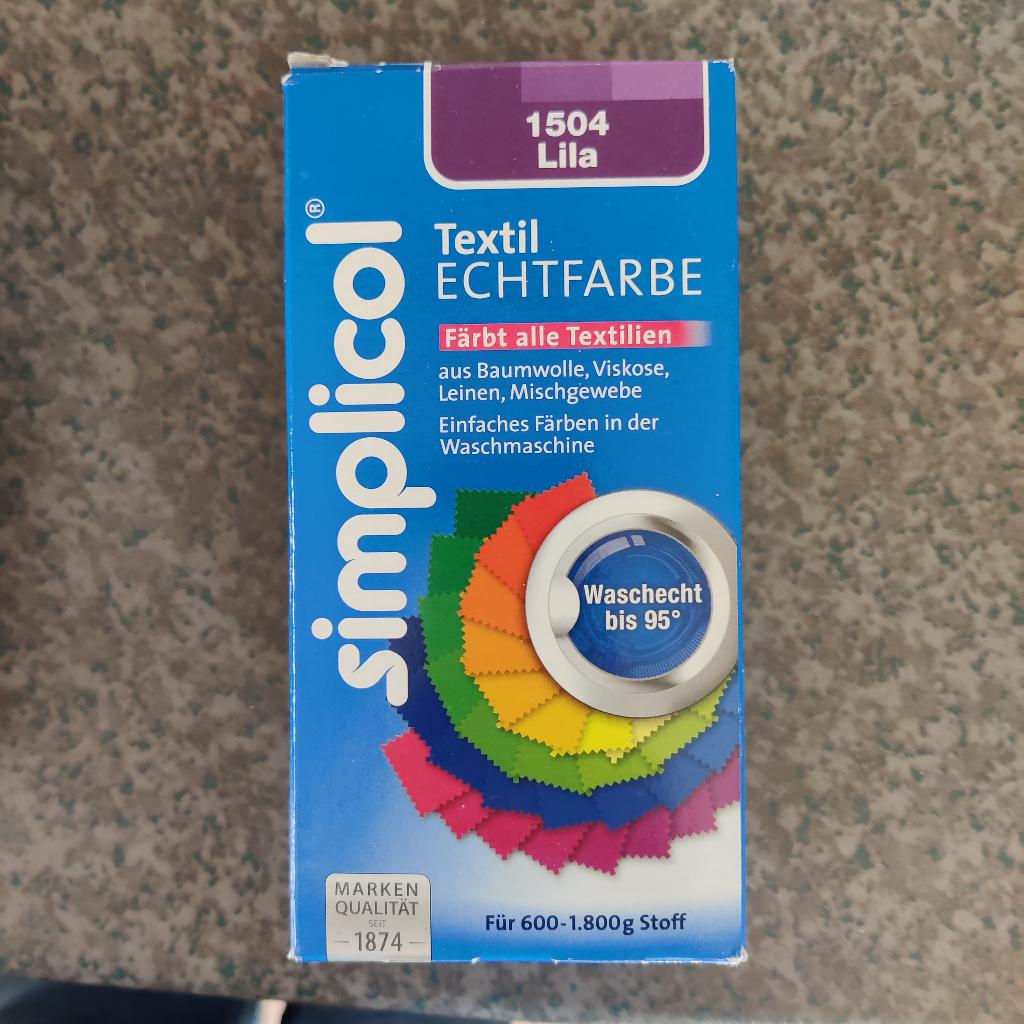 1504
Lila
simplicol®
Textil
ECHTFARBE
Färbt alle Textilien
aus Baumwolle, Viskose,
Leinen, Mischgewebe
Einfaches Färben in der
Waschmaschine
Waschecht
bis 95°
MARKEN
QUALITÄT
SEIT
1874
Für 600-1.800g Stoff